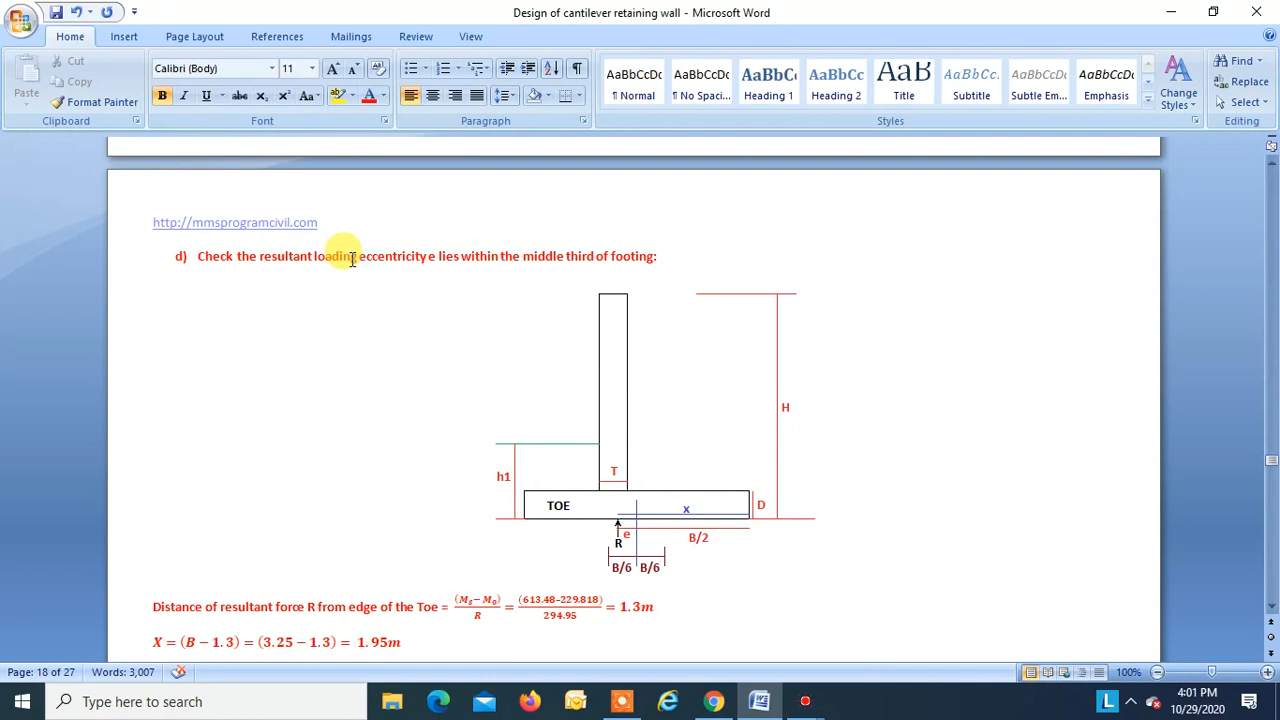 Design of cantilever retaining wall - Microsoft Word
Home Insert Page Layout References Mailings Review View
Cut
Copy
Format Painter
Paste
Clipboard
Calibri (Body) 11
B I U abc x₂ x² Aa A
Font
Paragraph
AaBbCcDc AaBbCcDc AaBbCc AaBbCc AaB AaBbCc. AaBbCcDc AaBbCcDc
¶ Normal ¶ No Spaci... Heading 1 Heading 2 Title Subtitle Subtle Em... Emphasis
Change Styles
Styles
Find
Replace
Select
Editing
http://mmsprogramcivil.com
d) Check the resultant loading eccentricity e lies within the middle third of footing:
H
T
h1
TOE
x
D
e
R
B/2
B/6 B/6
Distance of resultant force R from edge of the Toe = (Mₛ− Mₒ)/R = (613.48−229.818)/294.95 = 1.3m
X = (B − 1.3) = (3.25 − 1.3) = 1.95m
Page: 18 of 27 Words: 3,007 100%
Type here to search
4:01 PM
10/29/2020